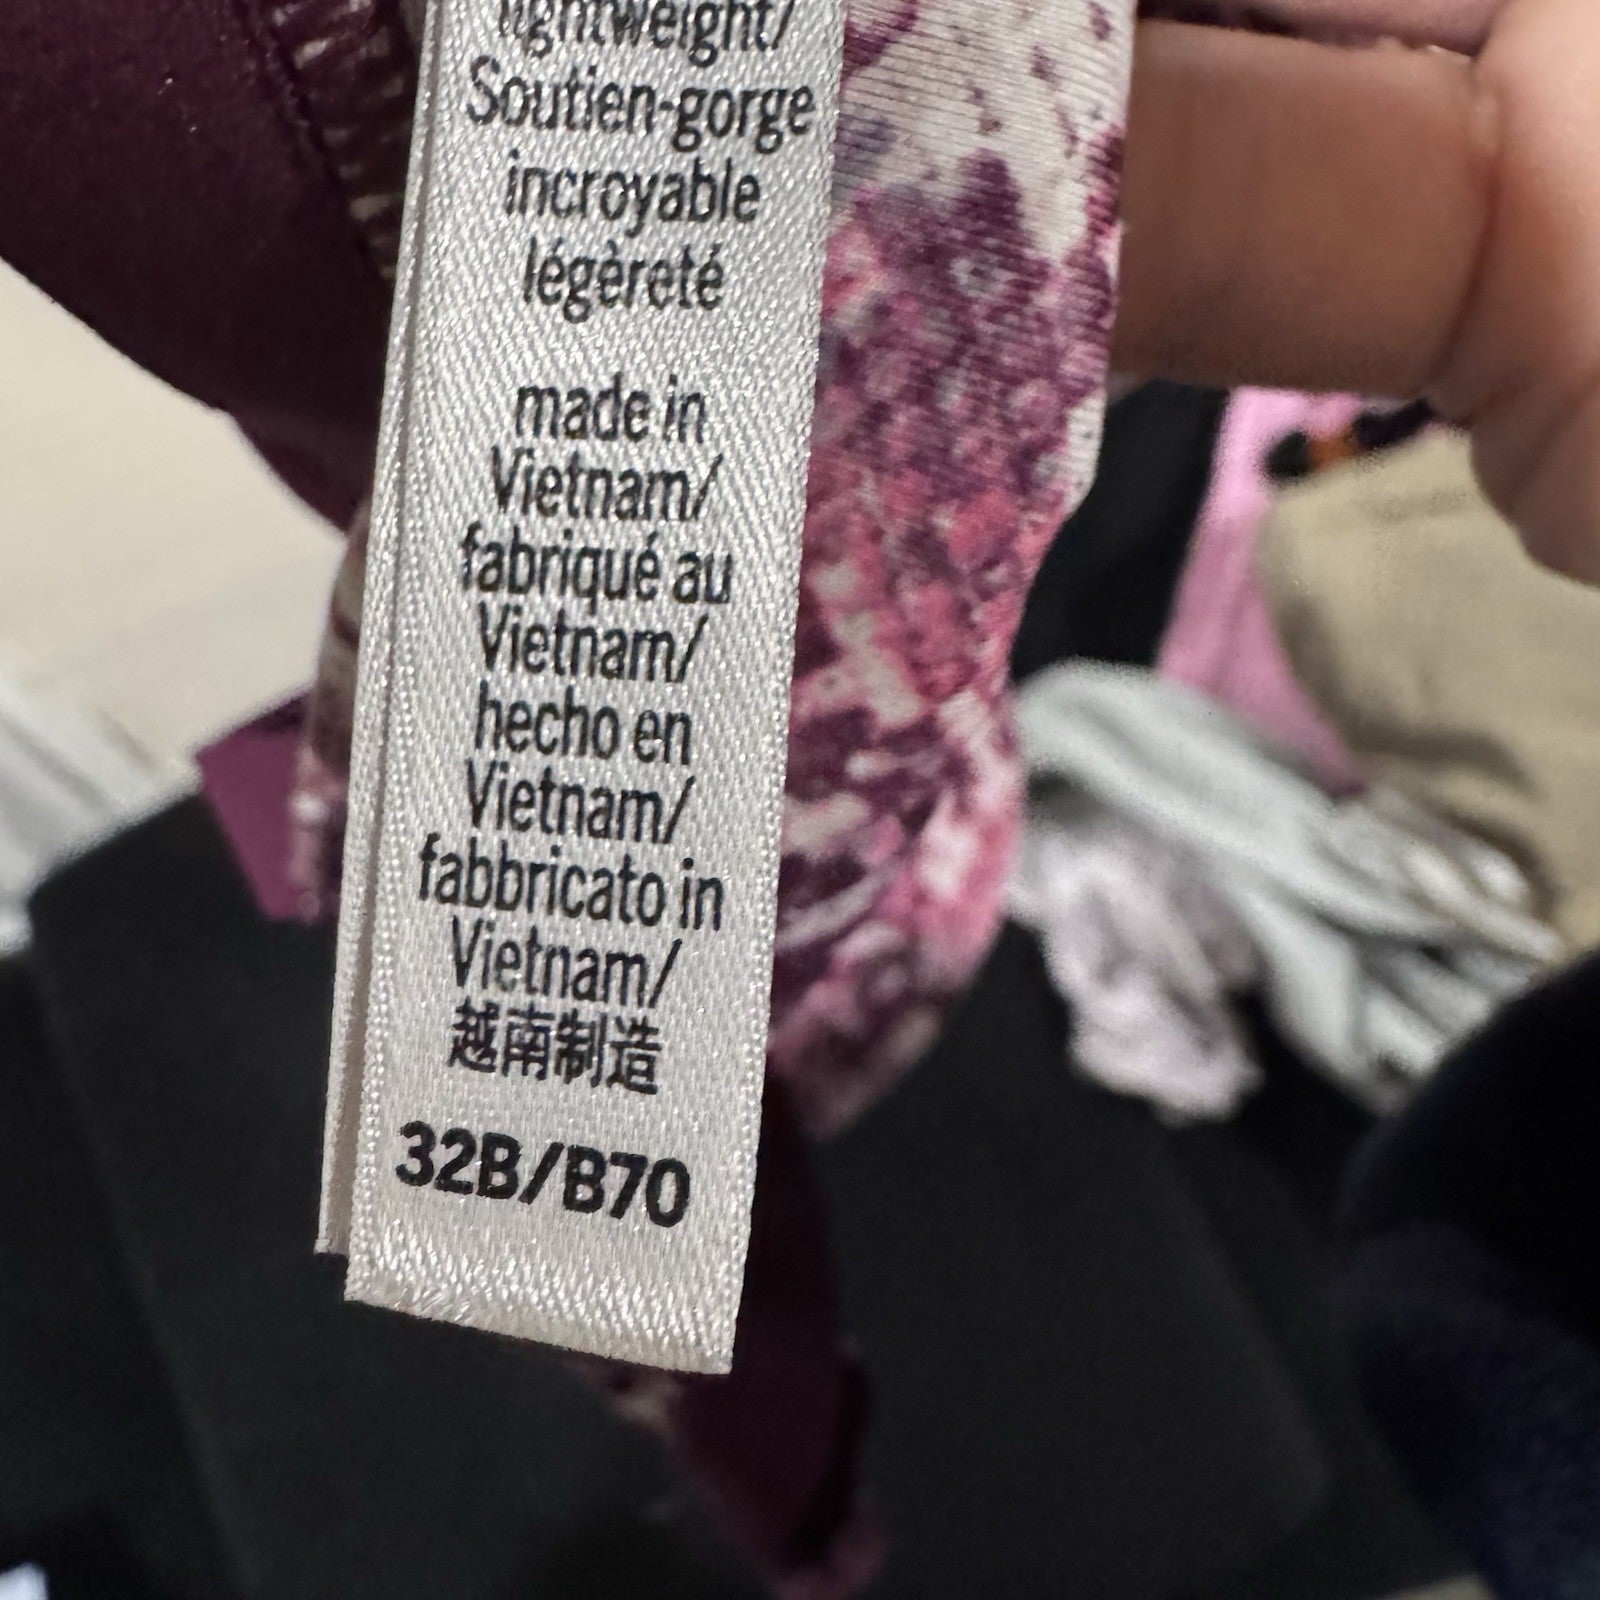 lightweight/
Soutien-gorge
incroyable
légèreté
made in
Vietnam/
fabriqué au
Vietnam/
hecho en
Vietnam/
fabbricato in
Vietnam/
越南制造
32B/B70